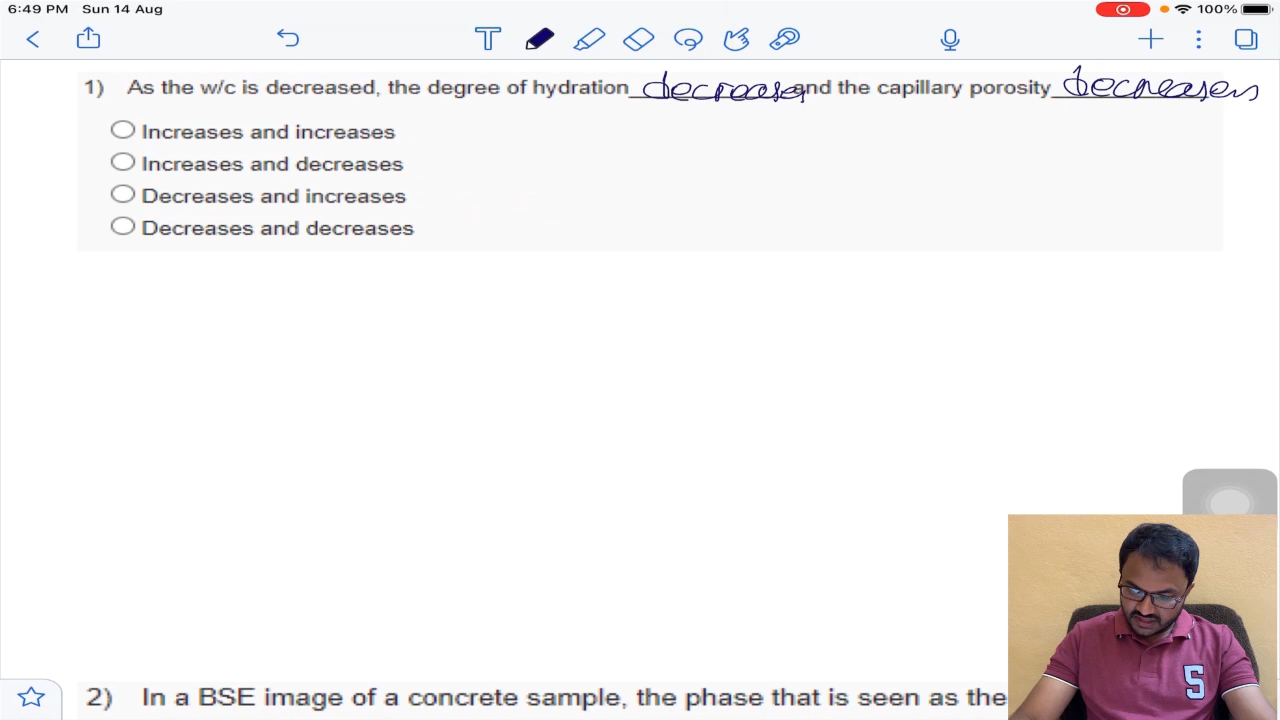 6:49 PM Sun 14 Aug 100%
T
1) As the w/c is decreased, the degree of hydration decreases and the capillary porosity decreases
Increases and increases
Increases and decreases
Decreases and increases
Decreases and decreases
S
2) In a BSE image of a concrete sample, the phase that is seen as the